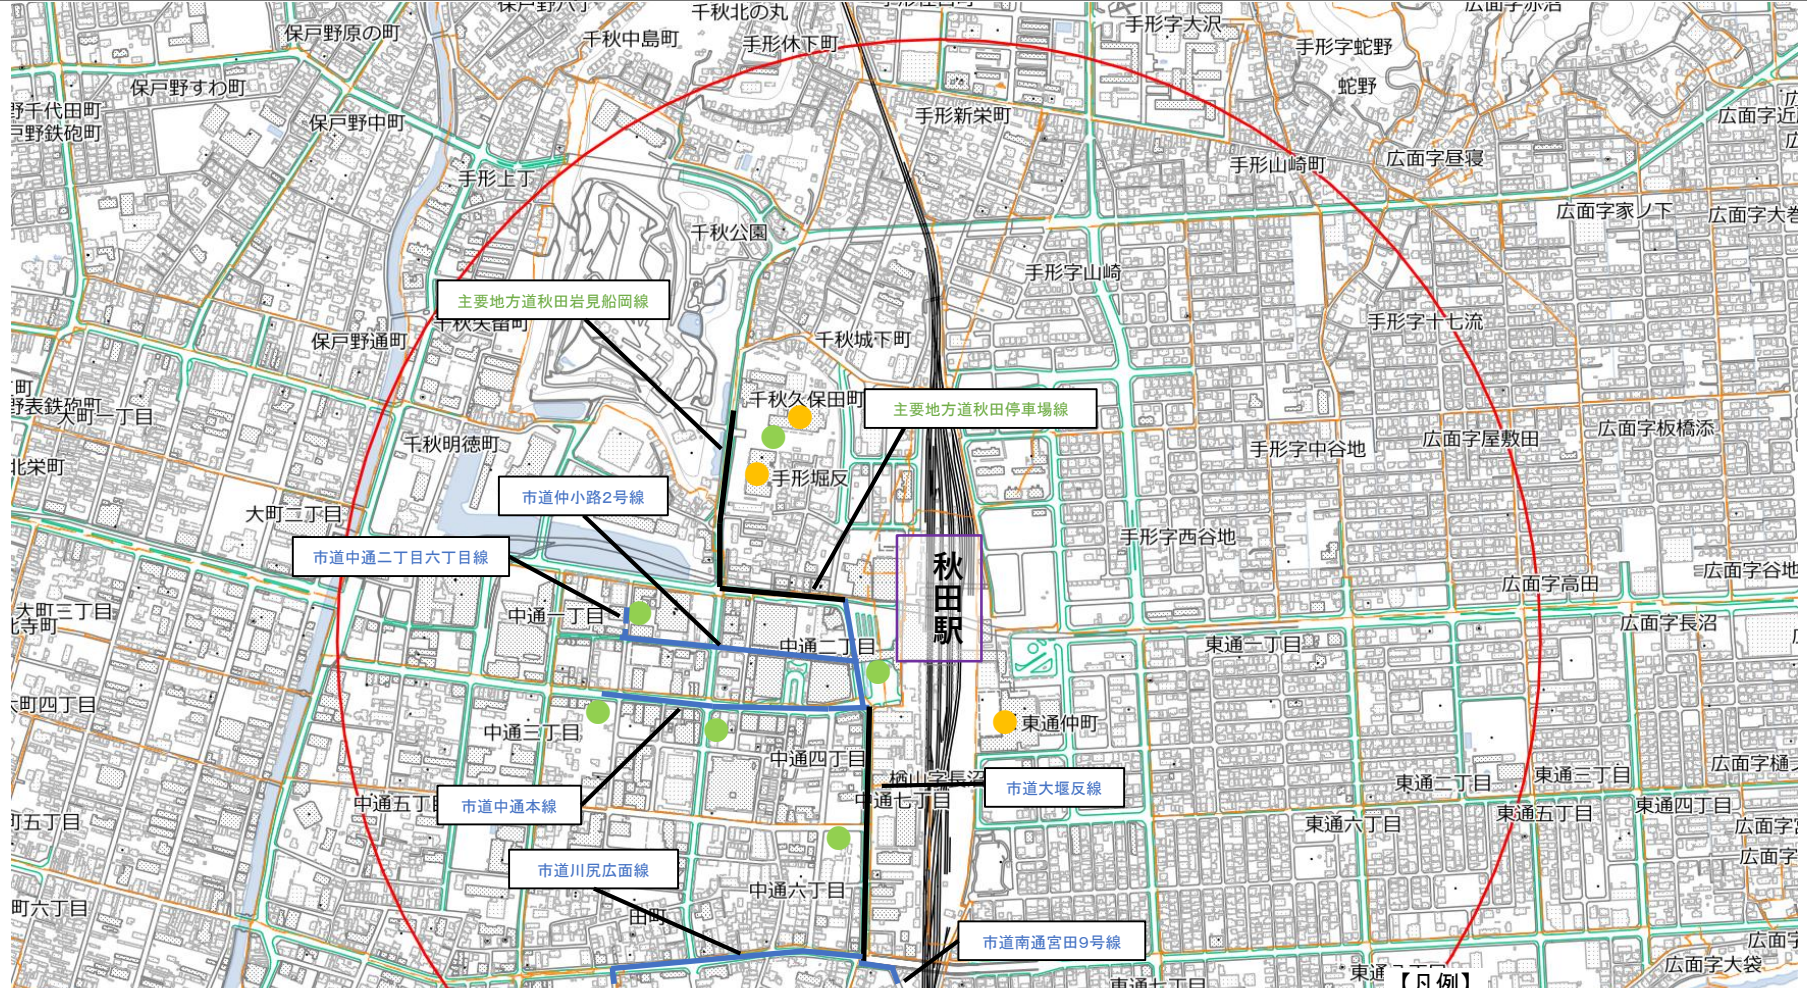 千秋北の丸
手形字大沢
保戸野原の町
千秋中島町
手形休下町
手形字蛇野
蛇野
保戸野すわ町
野千代田町
手形新栄町
戸野鉄砲町
保戸野中町
手形山崎町
広面字昼寝
手形上丁
広面字家ノ下
千秋公園
手形字山崎
主要地方道秋田岩見船岡線
千秋矢留町
手形字十七流
保戸野通町
千秋城下町
野表鉄砲町
大町一丁目
千秋久保田町
主要地方道秋田停車場線
広面字板橋添
千秋明徳町
手形字中谷地
広面字屋敷田
北栄町
手形堀反
市道仲小路2号線
大町二丁目
手形字西谷地
市道中通二丁目六丁目線
秋田駅
広面字谷地
広面字高田
大町三丁目
中通一丁目
北寺町
広面字長沼
中通二丁目
東通一丁目
町四丁目
中通三丁目
東通仲町
中通四丁目
楢山字長沼
市道大堰反線
東通二丁目
東通三丁目
中通五丁目
市道中通本線
中通七丁目
東通四丁目
東通五丁目
東通六丁目
町五丁目
市道川尻広面線
中通六丁目
町六丁目
市道南通宮田9号線
広面字大袋
東通七丁目
【凡例】